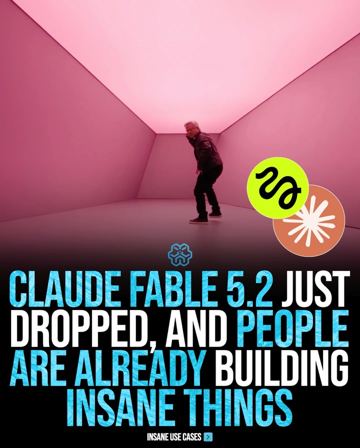 CLAUDE FABLE 5.2 JUST
DROPPED, AND PEOPLE
ARE ALREADY BUILDING
INSANE THINGS
INSANE USE CASES